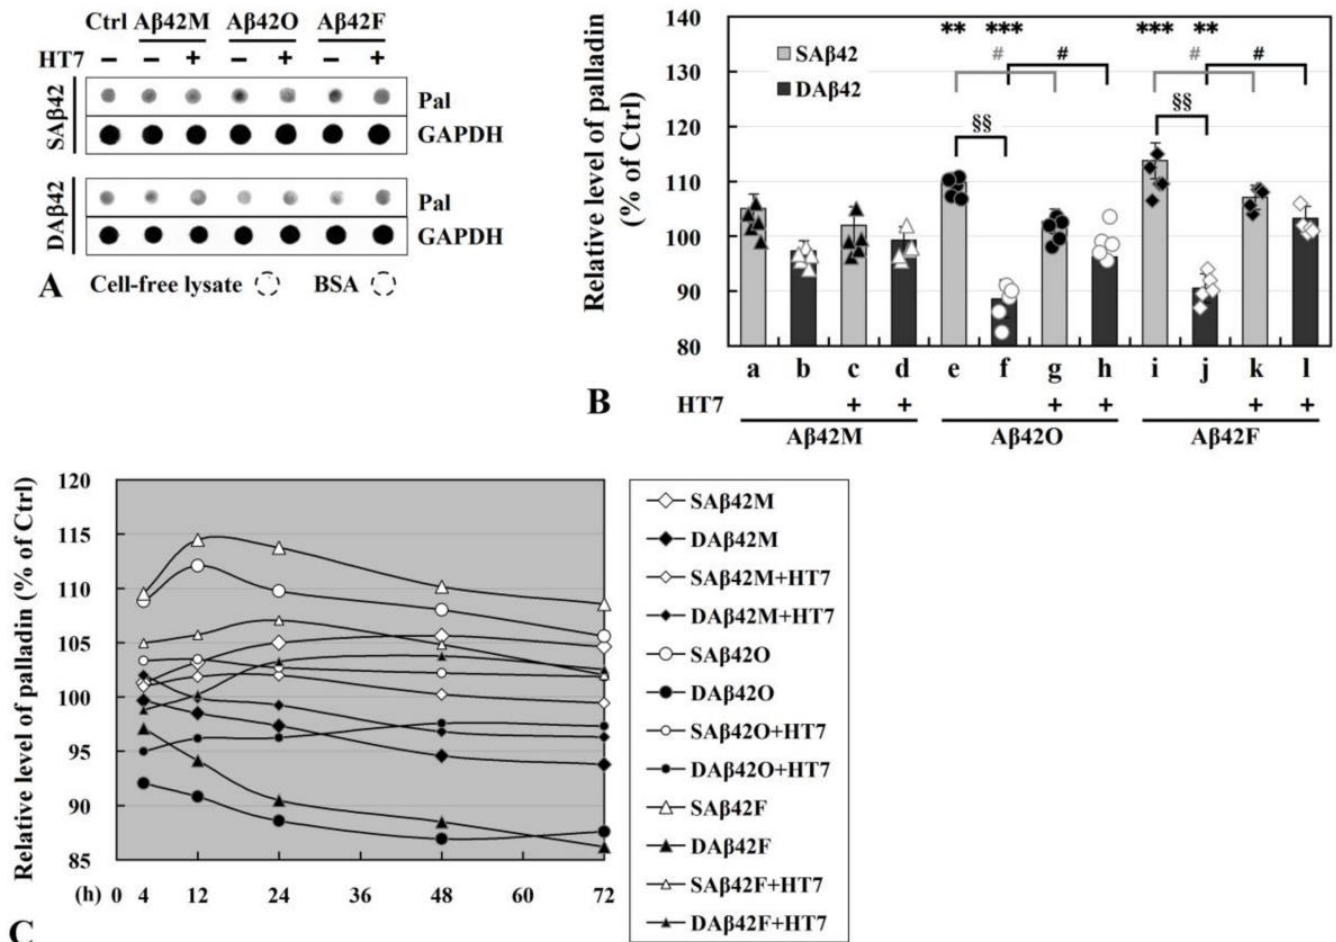 Ctrl Aβ42M Aβ42O Aβ42F
HT7 – – + – + – +
SAβ42
Pal
GAPDH
DAβ42
Pal
GAPDH
A Cell-free lysate BSA
Relative level of palladin
(% of Ctrl)
140
130
120
110
100
90
80
SAβ42
DAβ42
** *** *** **
# # # #
§§ §§
a b c d e f g h i j k l
HT7 + + + + + +
B
Aβ42M Aβ42O Aβ42F
Relative level of palladin (% of Ctrl)
120
115
110
105
100
95
90
85
(h) 0 4 12 24 36 48 60 72
C
SAβ42M
DAβ42M
SAβ42M+HT7
DAβ42M+HT7
SAβ42O
DAβ42O
SAβ42O+HT7
DAβ42O+HT7
SAβ42F
DAβ42F
SAβ42F+HT7
DAβ42F+HT7